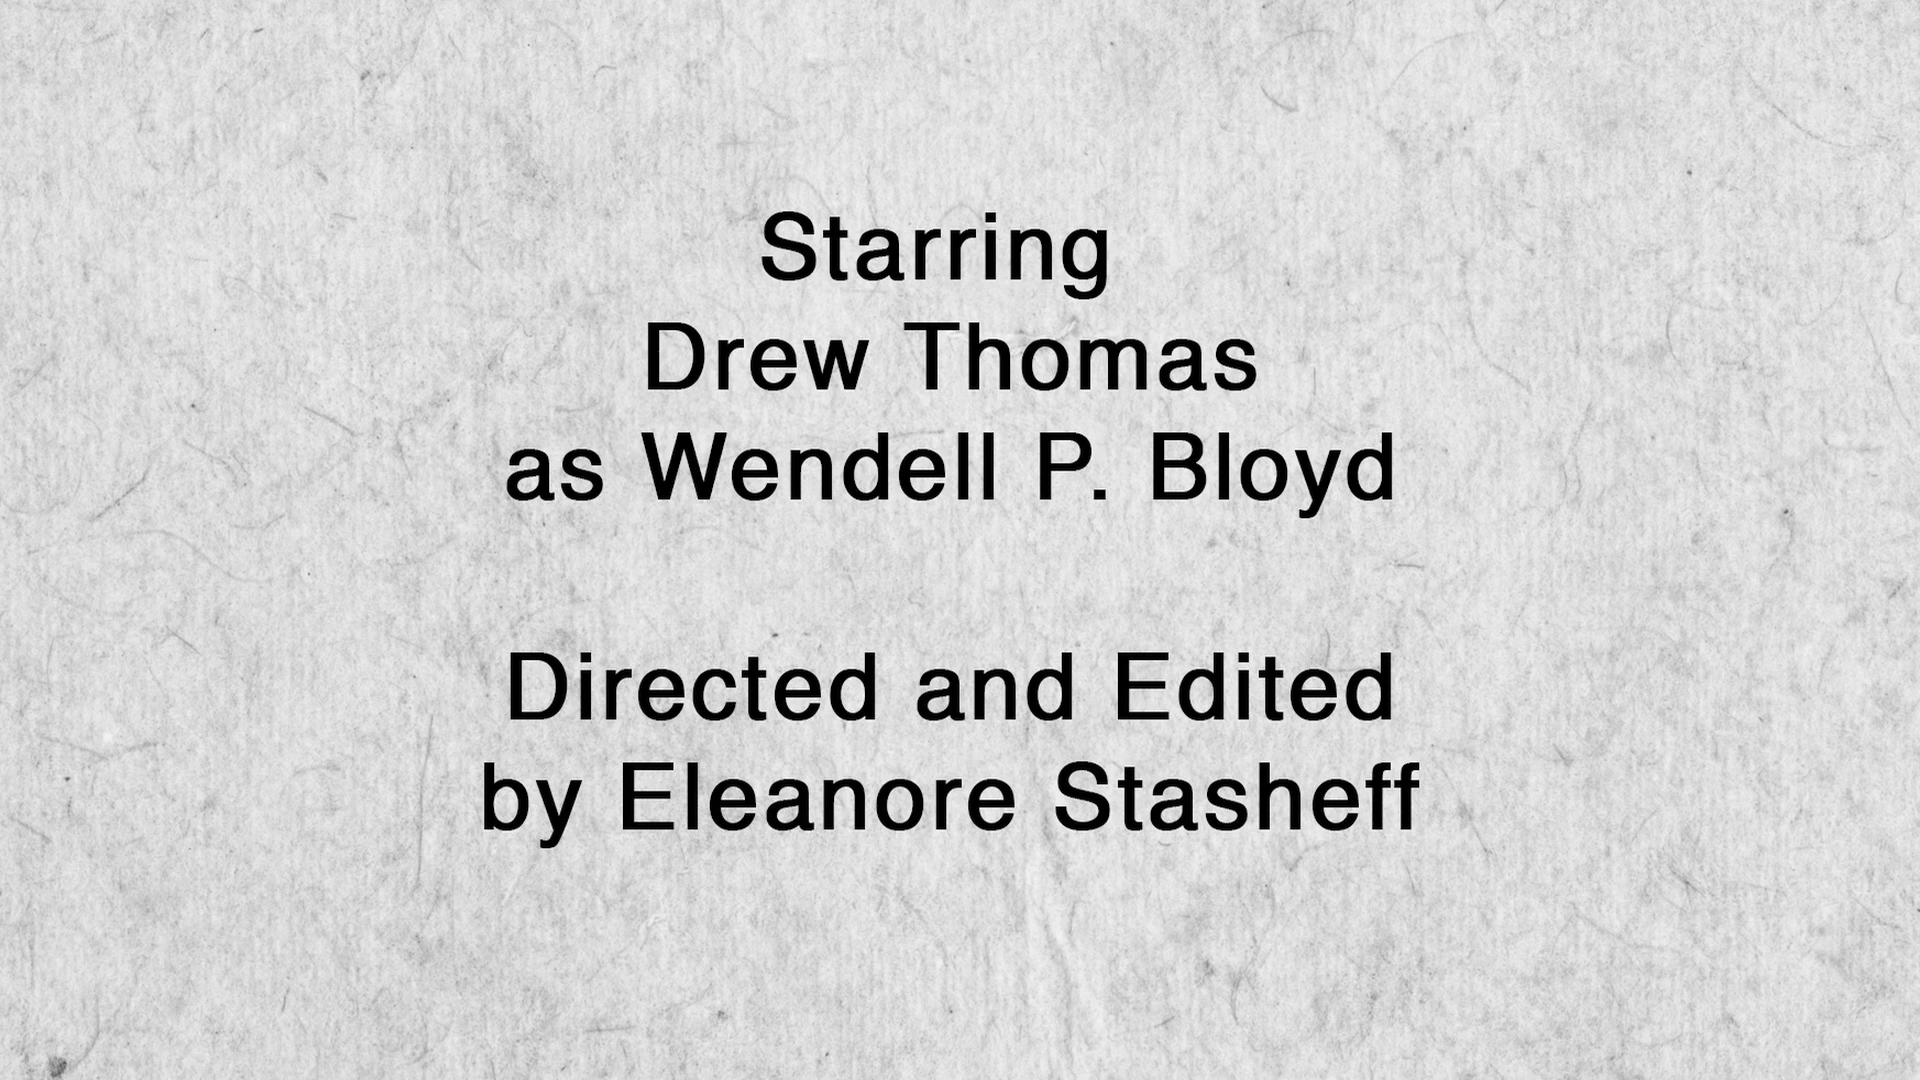 Starring
Drew Thomas
as Wendell P. Bloyd
Directed and Edited
by Eleanore Stasheff